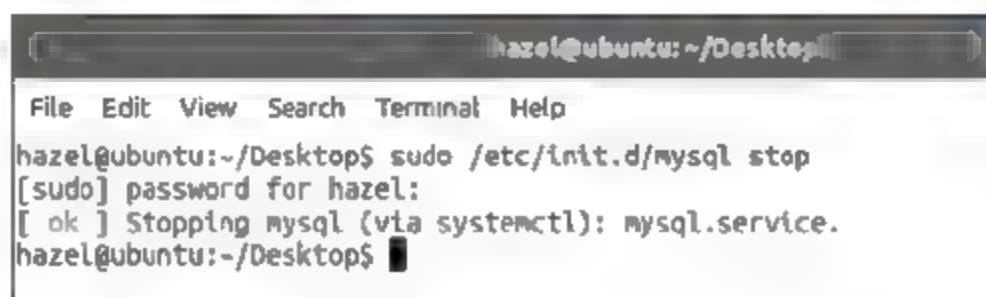 hazel@ubuntu: ~/Desktop
File Edit View Search Terminal Help
hazel@ubuntu:~/Desktop$ sudo /etc/init.d/mysql stop
[sudo] password for hazel:
[ ok ] Stopping mysql (via systemctl): mysql.service.
hazel@ubuntu:~/Desktop$